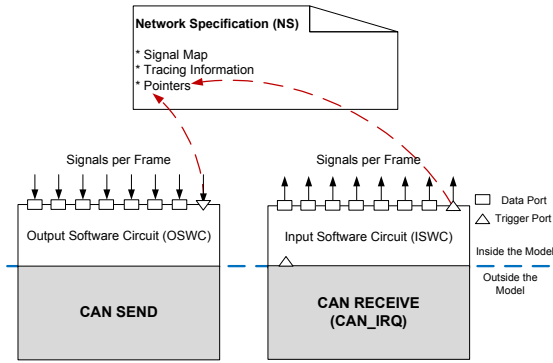 Network Specification (NS)
* Signal Map
* Tracing Information
* Pointers
Signals per Frame
Signals per Frame
Data Port
Trigger Port
Output Software Circuit (OSWC)
Input Software Circuit (ISWC)
Inside the Model
Outside the
Model
CAN SEND
CAN RECEIVE
(CAN_IRQ)